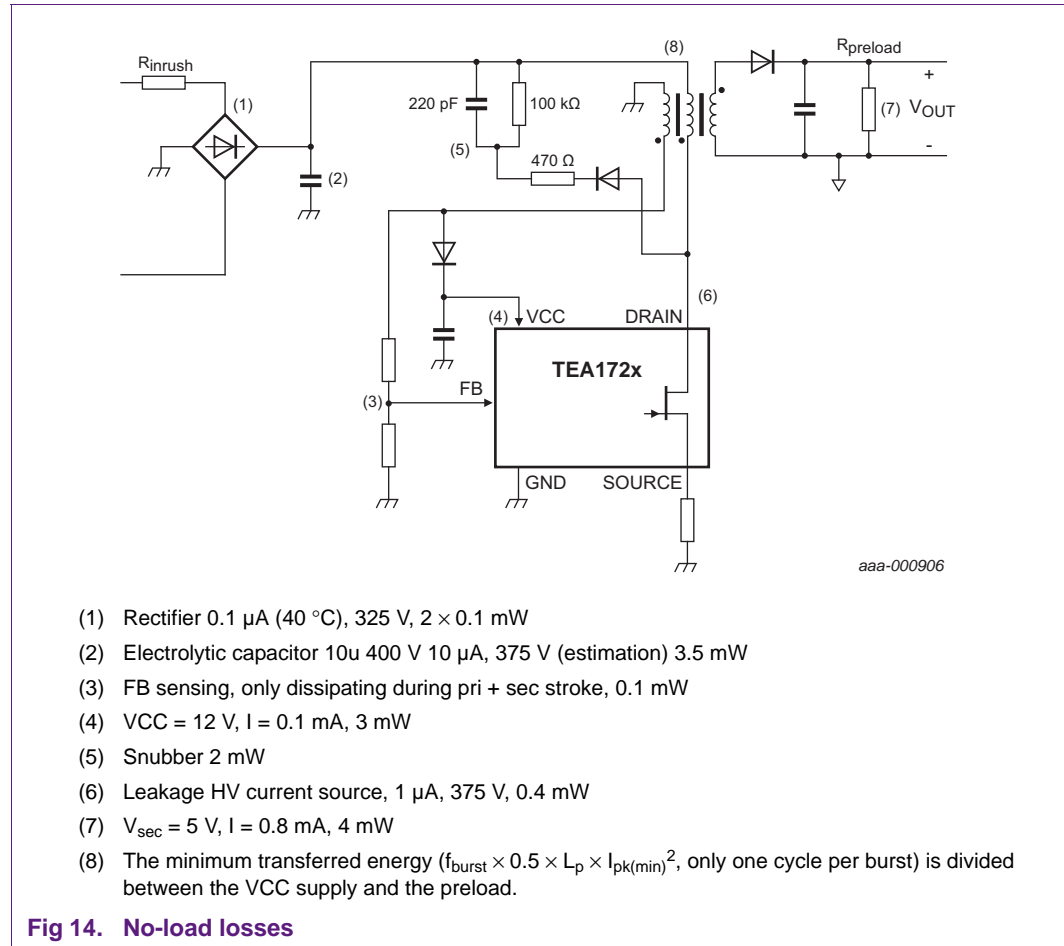 Rinrush
(1)
(2)
220 pF
100 kΩ
(5)
470 Ω
(8)
Rpreload
+
(7) VOUT
-
(6)
(4) VCC
DRAIN
TEA172x
(3)
FB
GND
SOURCE
aaa-000906
(1) Rectifier 0.1 μA (40 °C), 325 V, 2 × 0.1 mW
(2) Electrolytic capacitor 10u 400 V 10 μA, 375 V (estimation) 3.5 mW
(3) FB sensing, only dissipating during pri + sec stroke, 0.1 mW
(4) VCC = 12 V, I = 0.1 mA, 3 mW
(5) Snubber 2 mW
(6) Leakage HV current source, 1 μA, 375 V, 0.4 mW
(7) Vsec = 5 V, I = 0.8 mA, 4 mW
(8) The minimum transferred energy (fburst × 0.5 × Lp × Ipk(min)², only one cycle per burst) is divided
between the VCC supply and the preload.
Fig 14. No-load losses